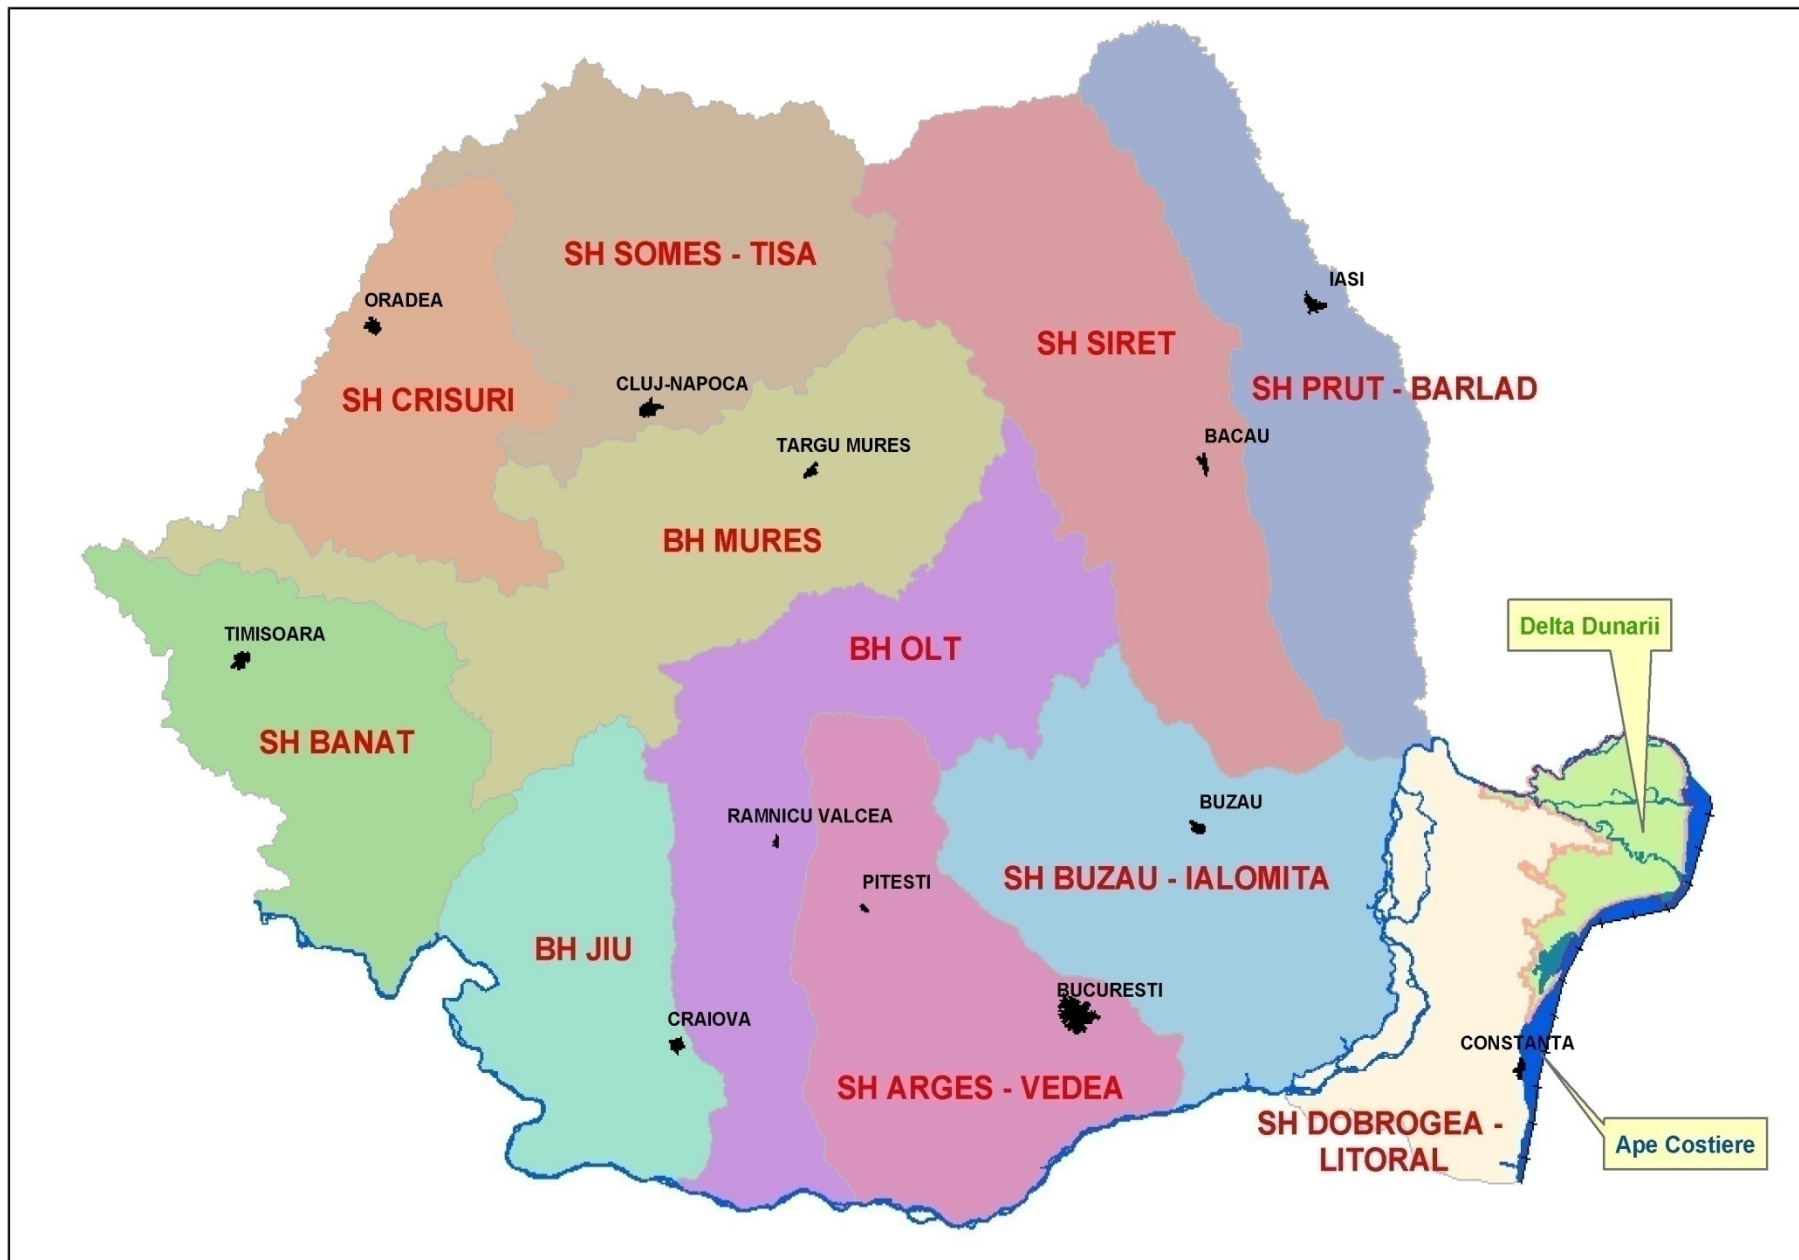 SH SOMES - TISA
IASI
ORADEA
SH SIRET
CLUJ-NAPOCA
SH PRUT - BARLAD
SH CRISURI
BACAU
TARGU MURES
BH MURES
Delta Dunarii
TIMISOARA
BH OLT
SH BANAT
BUZAU
RAMNICU VALCEA
PITESTI
SH BUZAU - IALOMITA
BH JIU
BUCURESTI
CRAIOVA
CONSTANTA
SH ARGES - VEDEA
SH DOBROGEA -
LITORAL
Ape Costiere